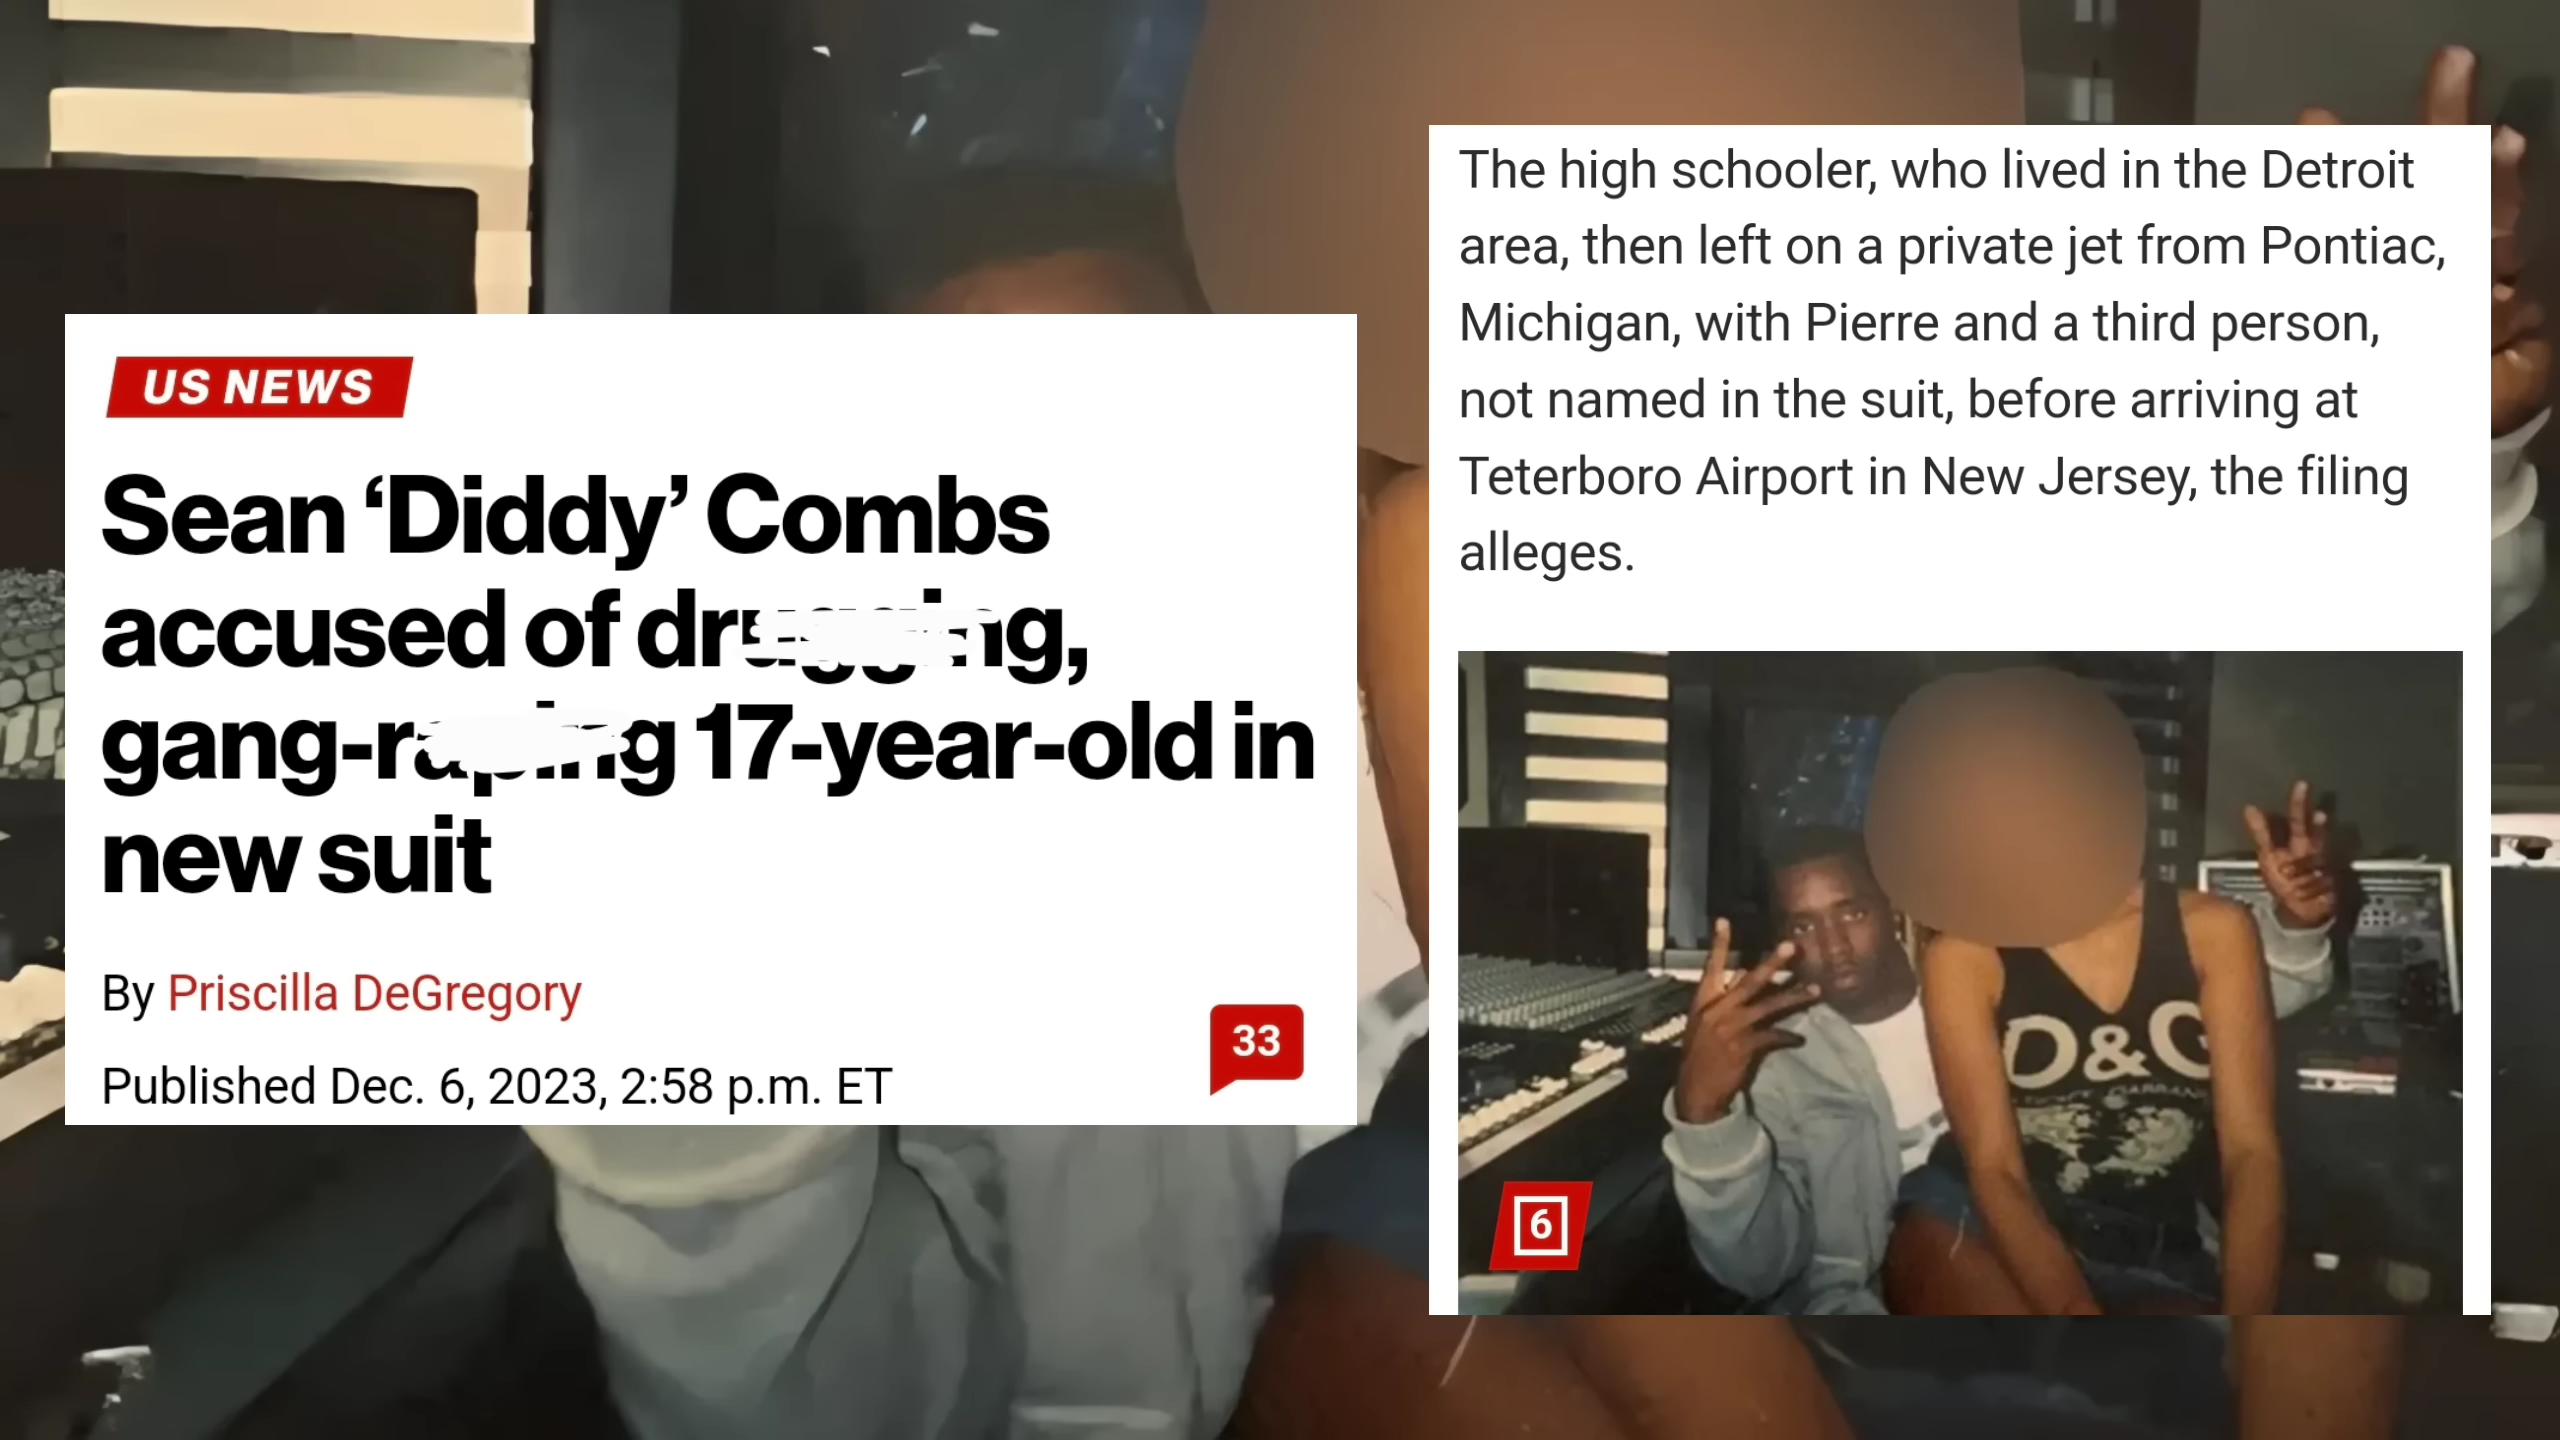 US NEWS
Sean ‘Diddy’ Combs
accused of drugging,
gang-raping 17-year-old in
new suit
By Priscilla DeGregory
Published Dec. 6, 2023, 2:58 p.m. ET
33
The high schooler, who lived in the Detroit
area, then left on a private jet from Pontiac,
Michigan, with Pierre and a third person,
not named in the suit, before arriving at
Teterboro Airport in New Jersey, the filing
alleges.
D&G
6